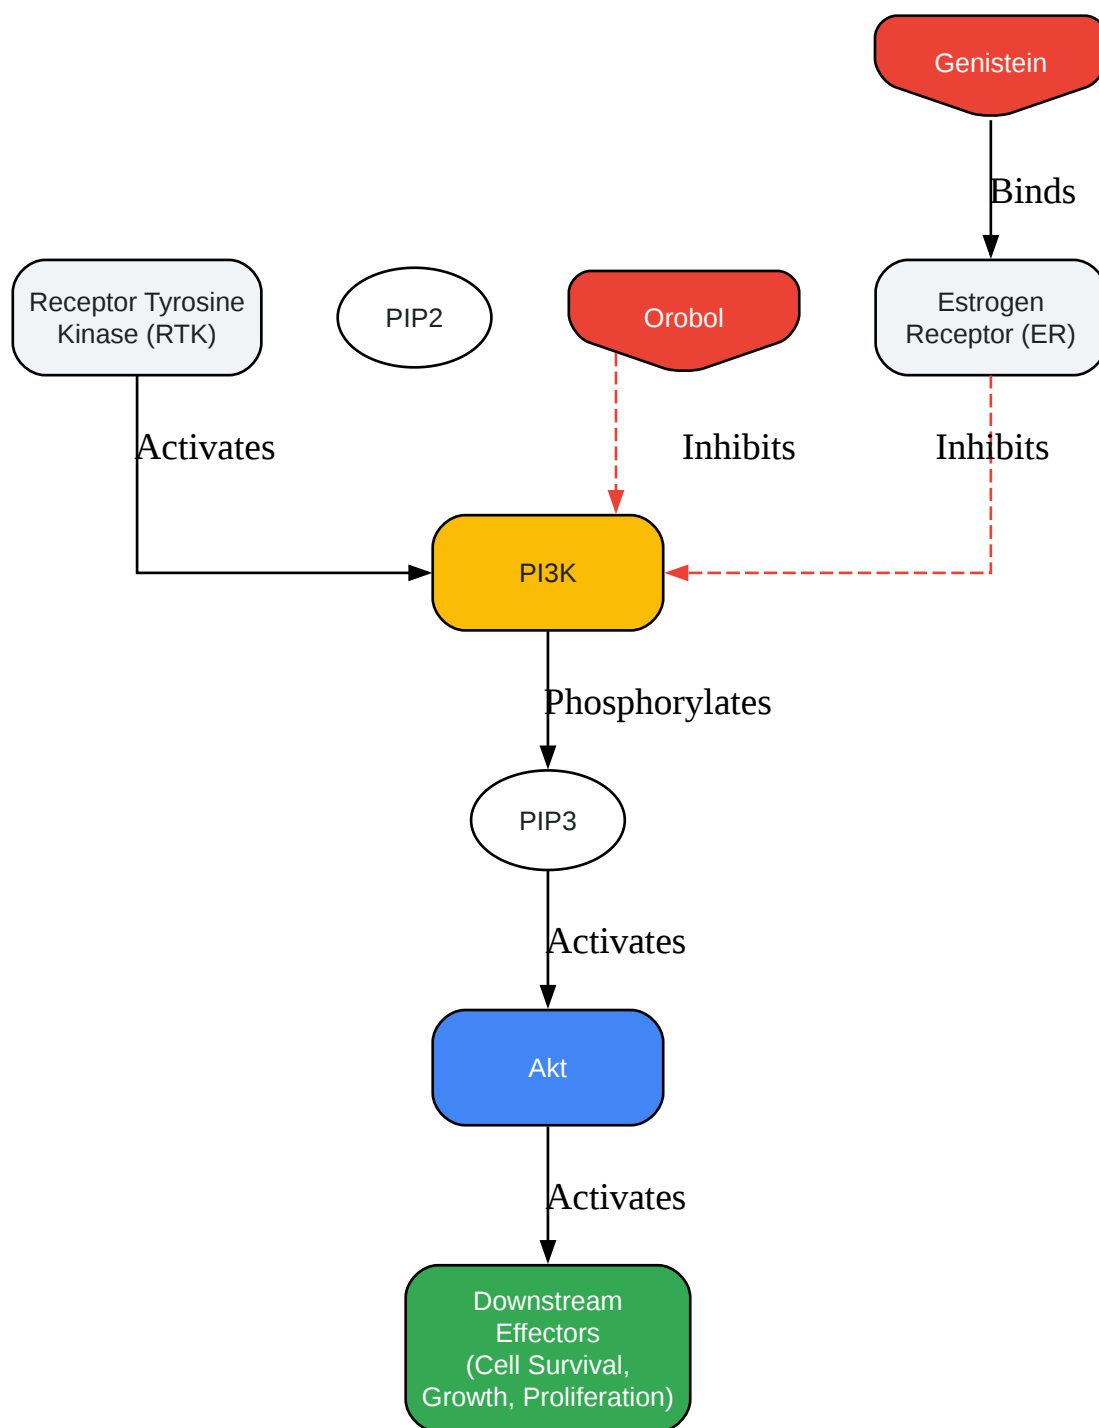 Genistein
Binds
Receptor Tyrosine
Kinase (RTK)
PIP2
Orobol
Estrogen
Receptor (ER)
Activates
Inhibits
Inhibits
PI3K
Phosphorylates
PIP3
Activates
Akt
Activates
Downstream
Effectors
(Cell Survival,
Growth, Proliferation)